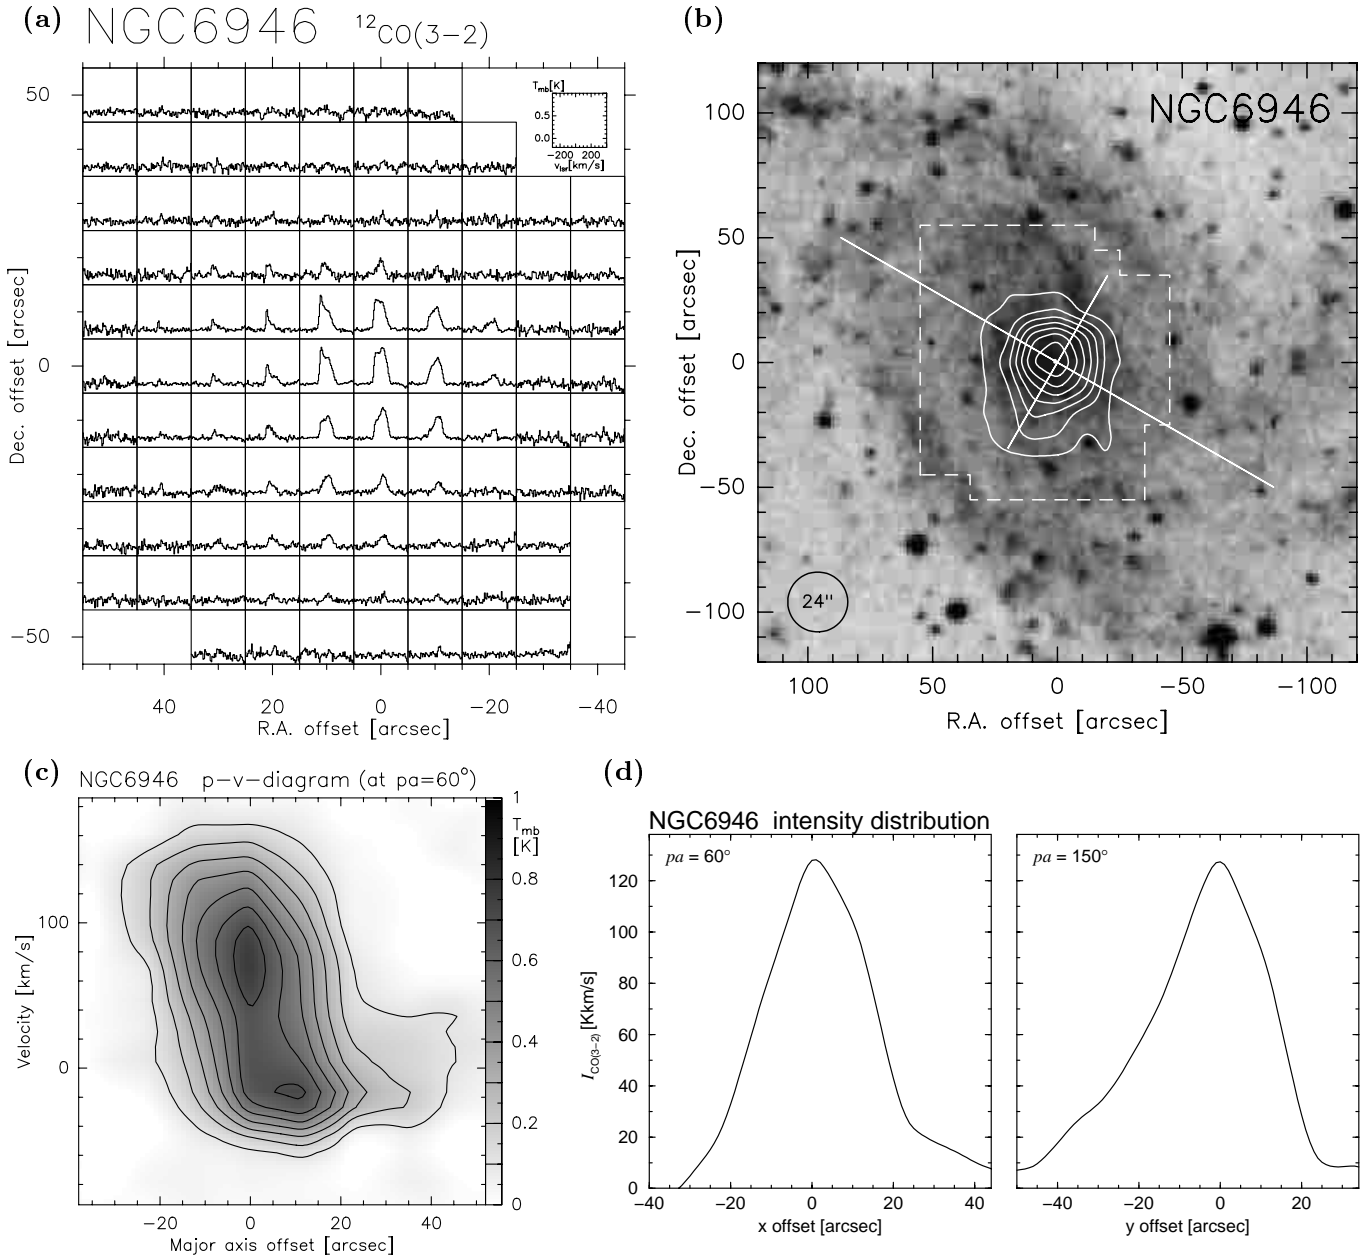 (a)
NGC6946 ¹²CO(3−2)
T_mb[K]
0.5
0.0
−200 200
v_lsr[km/s]
50
0
−50
Dec. offset [arcsec]
40 20 0 −20 −40
R.A. offset [arcsec]
(b)
NGC6946
100
50
0
−50
−100
Dec. offset [arcsec]
24"
100 50 0 −50 −100
R.A. offset [arcsec]
(c)
NGC6946 p−v−diagram (at pa=60°)
1
T_mb
[K]
0.8
0.6
0.4
0.2
0
100
0
Velocity [km/s]
−20 0 20 40
Major axis offset [arcsec]
(d)
NGC6946 intensity distribution
pa = 60°
120
100
80
60
40
20
0
I_CO(3−2) [Kkm/s]
−40 −20 0 20 40
x offset [arcsec]
pa = 150°
−40 −20 0 20
y offset [arcsec]